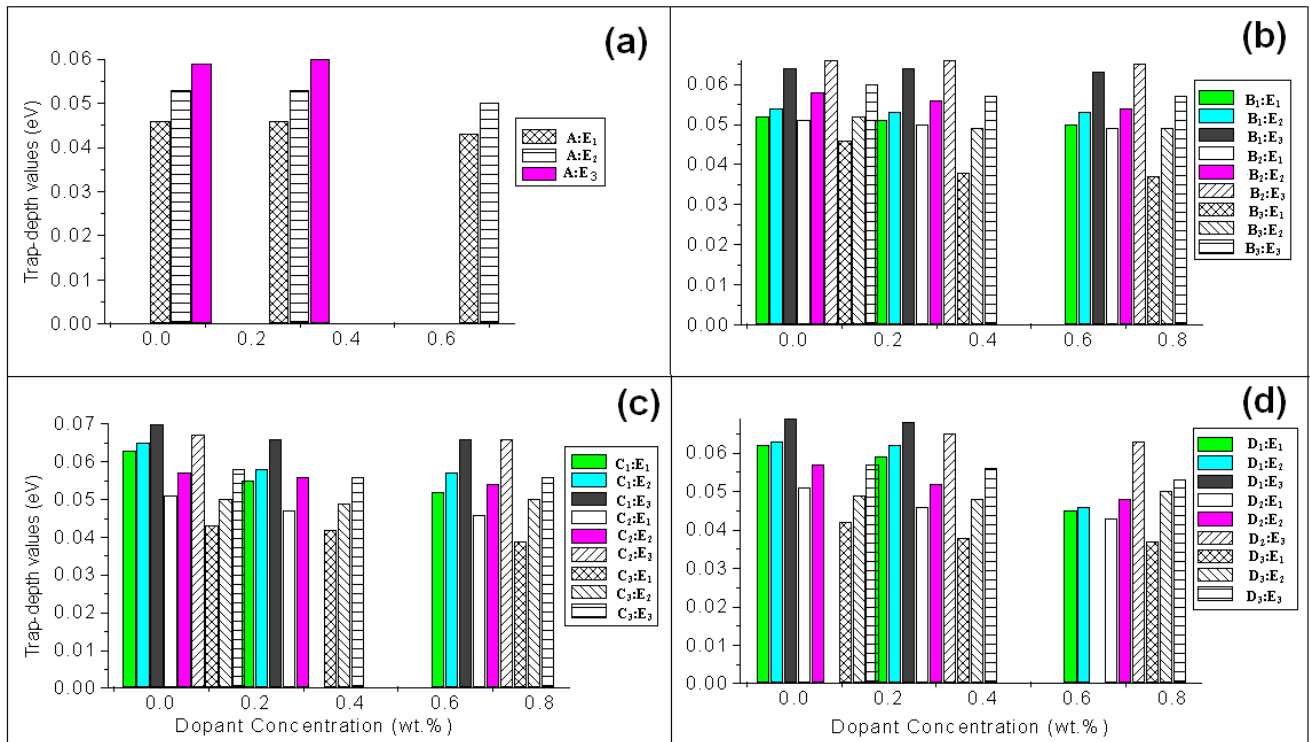 (a)
Trap-depth values (eV)
0.06
0.05
0.04
0.03
0.02
0.01
0.00
0.0 0.2 0.4 0.6
A:E₁
A:E₂
A:E₃
(b)
0.06
0.05
0.04
0.03
0.02
0.01
0.00
0.0 0.2 0.4 0.6 0.8
B₁:E₁
B₁:E₂
B₁:E₃
B₂:E₁
B₂:E₂
B₂:E₃
B₃:E₁
B₃:E₂
B₃:E₃
(c)
Trap-depth values (eV)
0.07
0.06
0.05
0.04
0.03
0.02
0.01
0.00
0.0 0.2 0.4 0.6 0.8
Dopant Concentration (wt.%)
C₁:E₁
C₁:E₂
C₁:E₃
C₂:E₁
C₂:E₂
C₂:E₃
C₃:E₁
C₃:E₂
C₃:E₃
(d)
0.06
0.05
0.04
0.03
0.02
0.01
0.00
0.0 0.2 0.4 0.6 0.8
Dopant Concentration (wt.%)
D₁:E₁
D₁:E₂
D₁:E₃
D₂:E₁
D₂:E₂
D₂:E₃
D₃:E₁
D₃:E₂
D₃:E₃